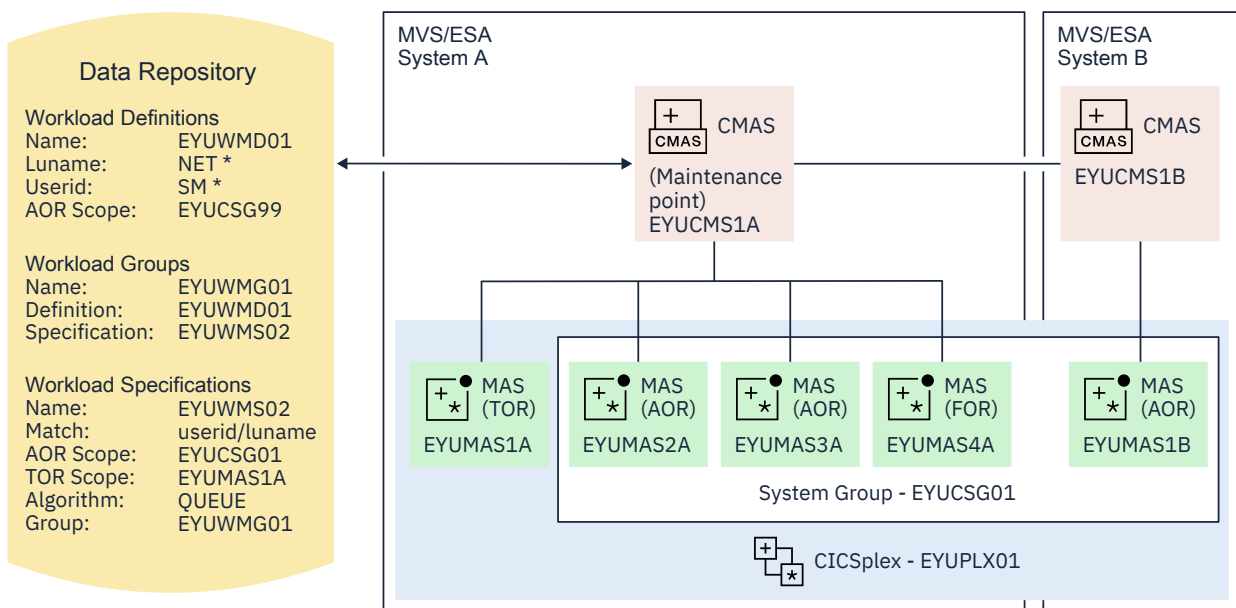 Data Repository
Workload Definitions
Name: EYUWMD01
Luname: NET *
Userid: SM *
AOR Scope: EYUCSG99
Workload Groups
Name: EYUWMG01
Definition: EYUWMD01
Specification: EYUWMS02
Workload Specifications
Name: EYUWMS02
Match: userid/luname
AOR Scope: EYUCSG01
TOR Scope: EYUMAS1A
Algorithm: QUEUE
Group: EYUWMG01
MVS/ESA
System A
CMAS
CMAS
(Maintenance
point)
EYUCMS1A
MVS/ESA
System B
CMAS
CMAS
EYUCMS1B
MAS
(TOR)
EYUMAS1A
MAS
(AOR)
EYUMAS2A
MAS
(AOR)
EYUMAS3A
MAS
(FOR)
EYUMAS4A
MAS
(AOR)
EYUMAS1B
System Group - EYUCSG01
CICSplex - EYUPLX01